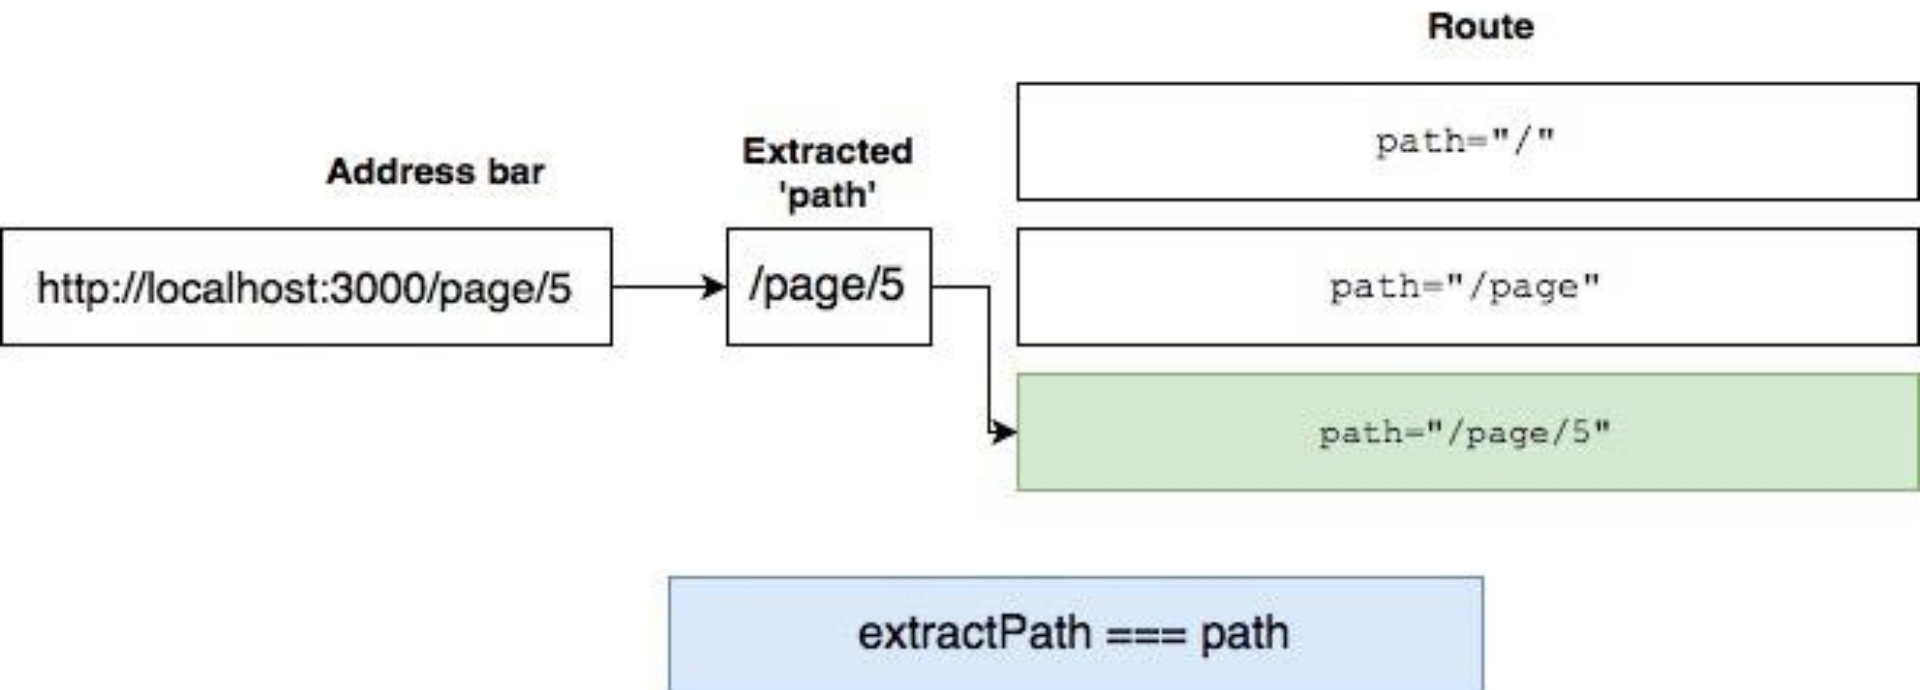 Route
path="/"
Extracted
'path'
Address bar
http://localhost:3000/page/5
/page/5
path="/page"
path="/page/5"
extractPath === path